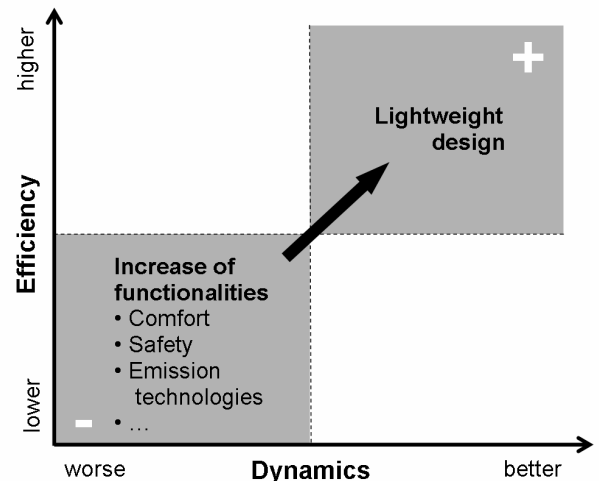 higher
Efficiency
lower
+
Lightweight
design
Increase of
functionalities
• Comfort
• Safety
• Emission
technologies
• ...
-
worse
Dynamics
better